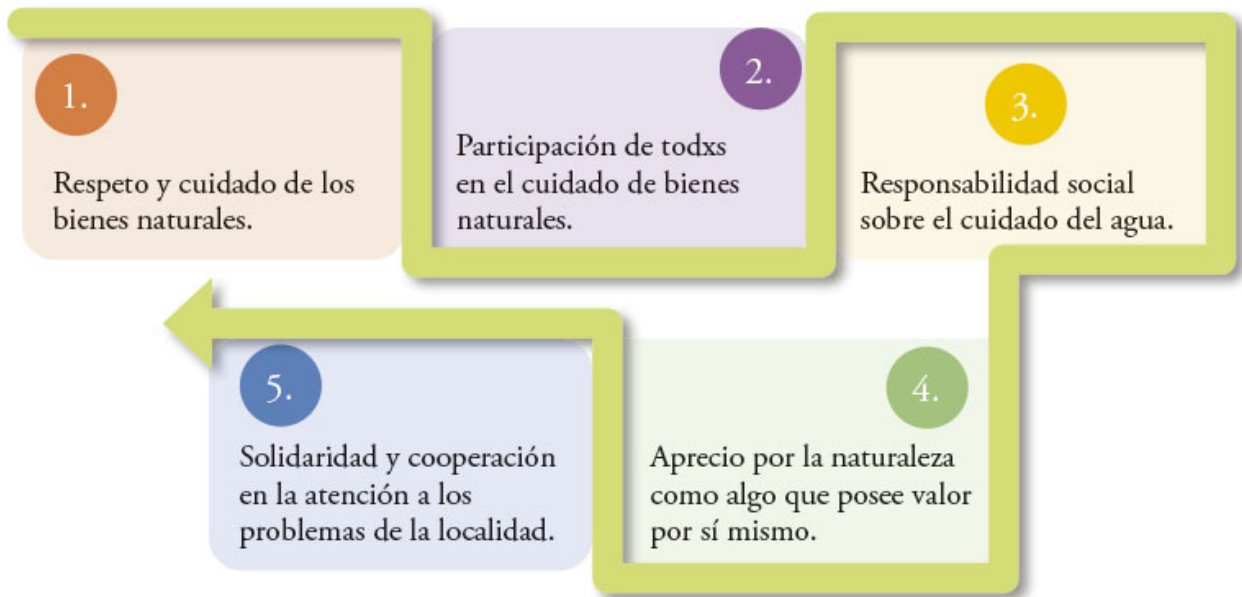 1.
Respeto y cuidado de los
bienes naturales.
2.
Participación de todxs
en el cuidado de bienes
naturales.
3.
Responsabilidad social
sobre el cuidado del agua.
4.
Aprecio por la naturaleza
como algo que posee valor
por sí mismo.
5.
Solidaridad y cooperación
en la atención a los
problemas de la localidad.